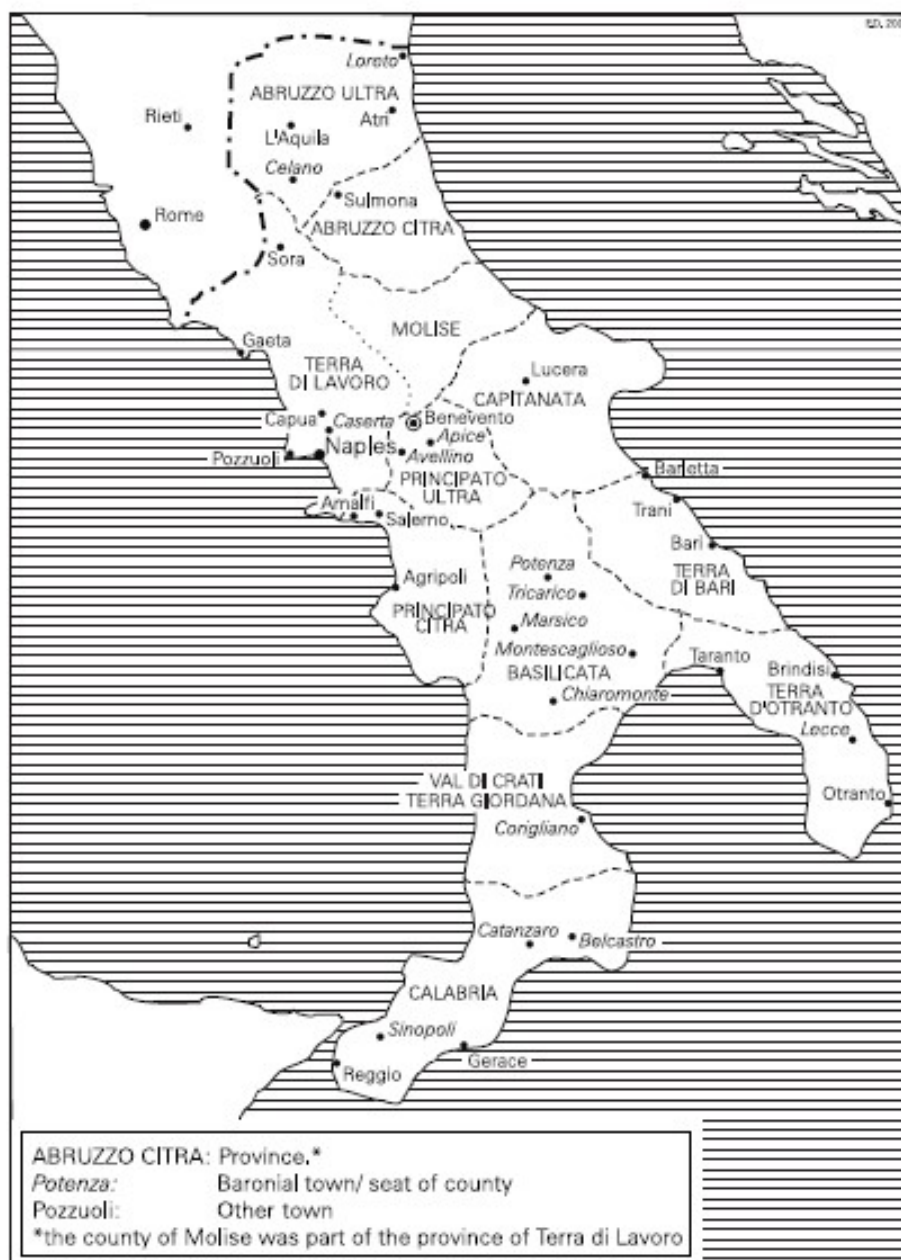 Loreto
ABRUZZO ULTRA
Rieti
Atri
L'Aquila
Celano
Sulmona
Rome
ABRUZZO CITRA
Sora
MOLISE
Gaeta
TERRA
DI LAVORO
Lucera
CAPITANATA
Capua
Caserta
Benevento
Apice
Naples
Avellino
Pozzuoli
PRINCIPATO
ULTRA
Barletta
Amalfi
Trani
Salerno
Bari
Potenza
TERRA
DI BARI
Agripoli
Tricarico
PRINCIPATO
CITRA
Marsico
Montescaglioso
Taranto
BASILICATA
Brindisi
Chiaromonte
TERRA
D'OTRANTO
Lecce
VAL DI CRATI
TERRA GIORDANA
Otranto
Corigliano
Catanzaro
Belcastro
CALABRIA
Sinopoli
Gerace
Reggio
ABRUZZO CITRA: Province.*
Potenza: Baronial town/ seat of county
Pozzuoli: Other town
*the county of Molise was part of the province of Terra di Lavoro